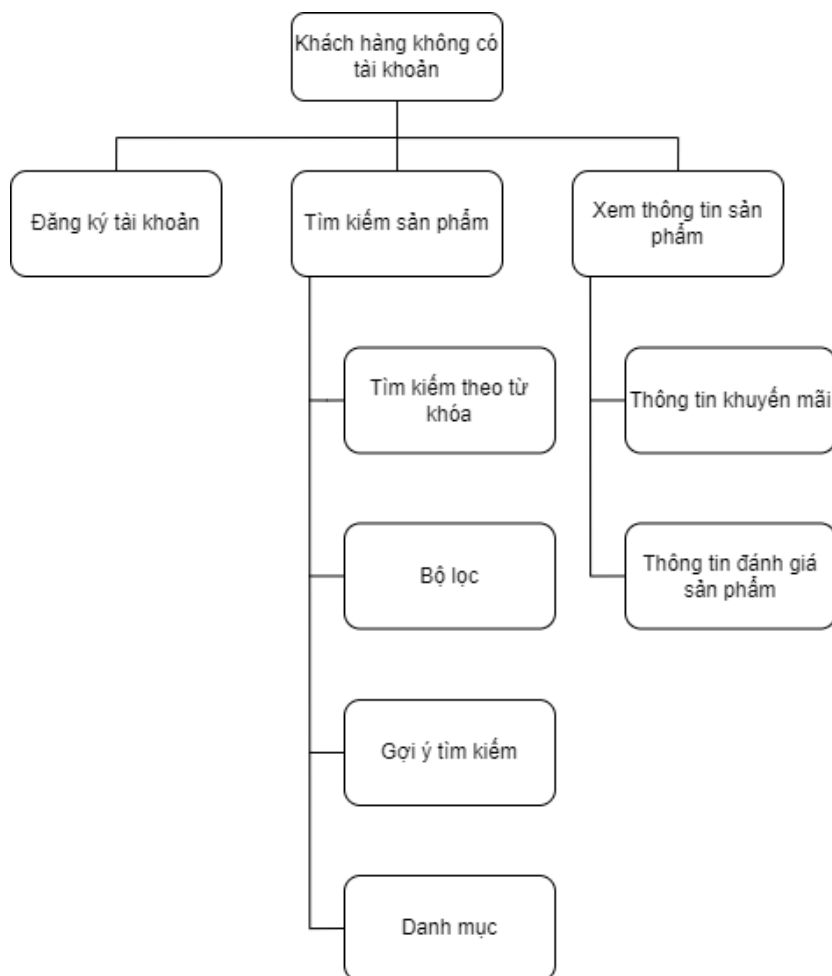 Khách hàng không có
tài khoản
Đăng ký tài khoản
Tìm kiếm sản phẩm
Xem thông tin sản
phẩm
Tìm kiếm theo từ
khóa
Thông tin khuyến mãi
Bộ lọc
Thông tin đánh giá
sản phẩm
Gợi ý tìm kiếm
Danh mục